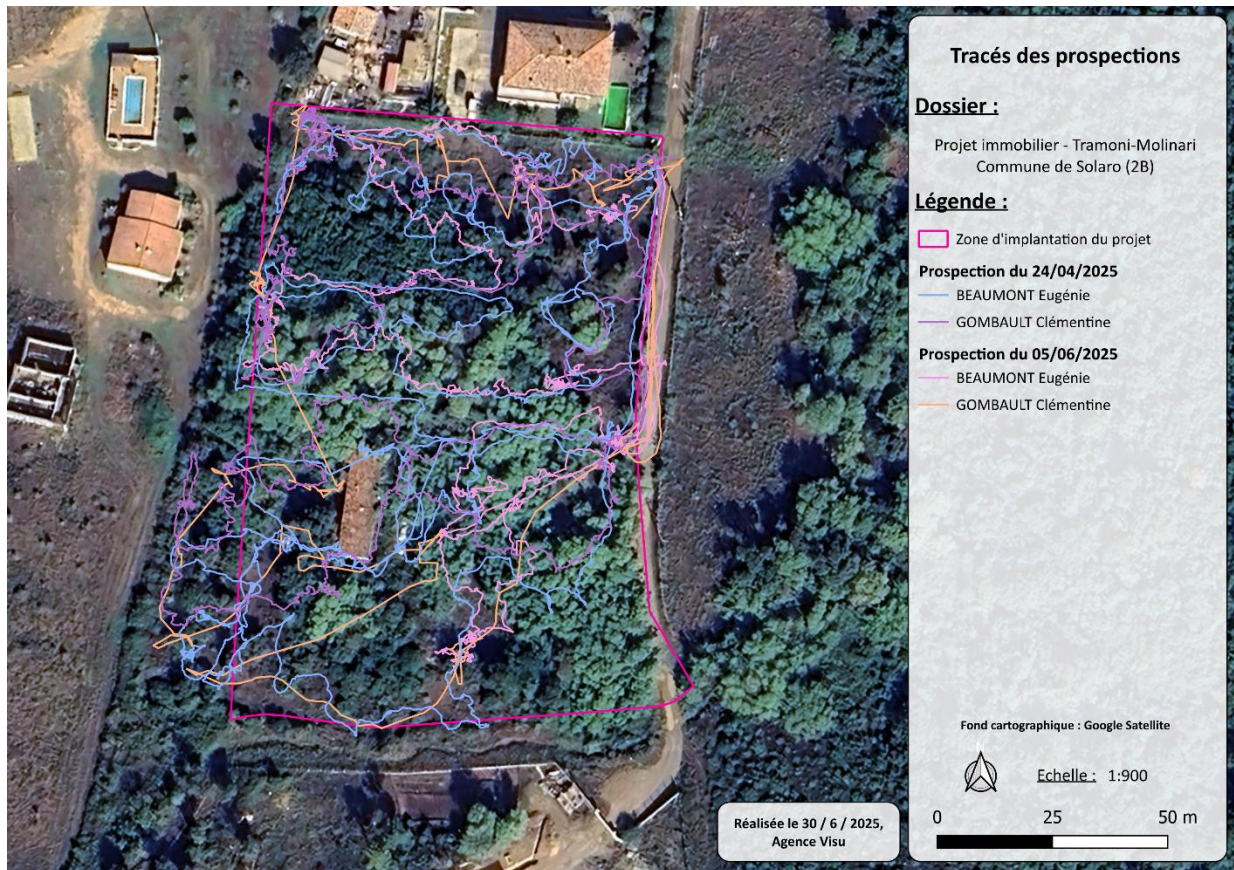 Tracés des prospections
Dossier :
Projet immobilier - Tramoni-Molinari
Commune de Solaro (2B)
Légende :
Zone d'implantation du projet
Prospection du 24/04/2025
BEAUMONT Eugénie
GOMBAULT Clémentine
Prospection du 05/06/2025
BEAUMONT Eugénie
GOMBAULT Clémentine
Fond cartographique : Google Satellite
Echelle : 1:900
0 25 50 m
Réalisée le 30 / 6 / 2025,
Agence Visu